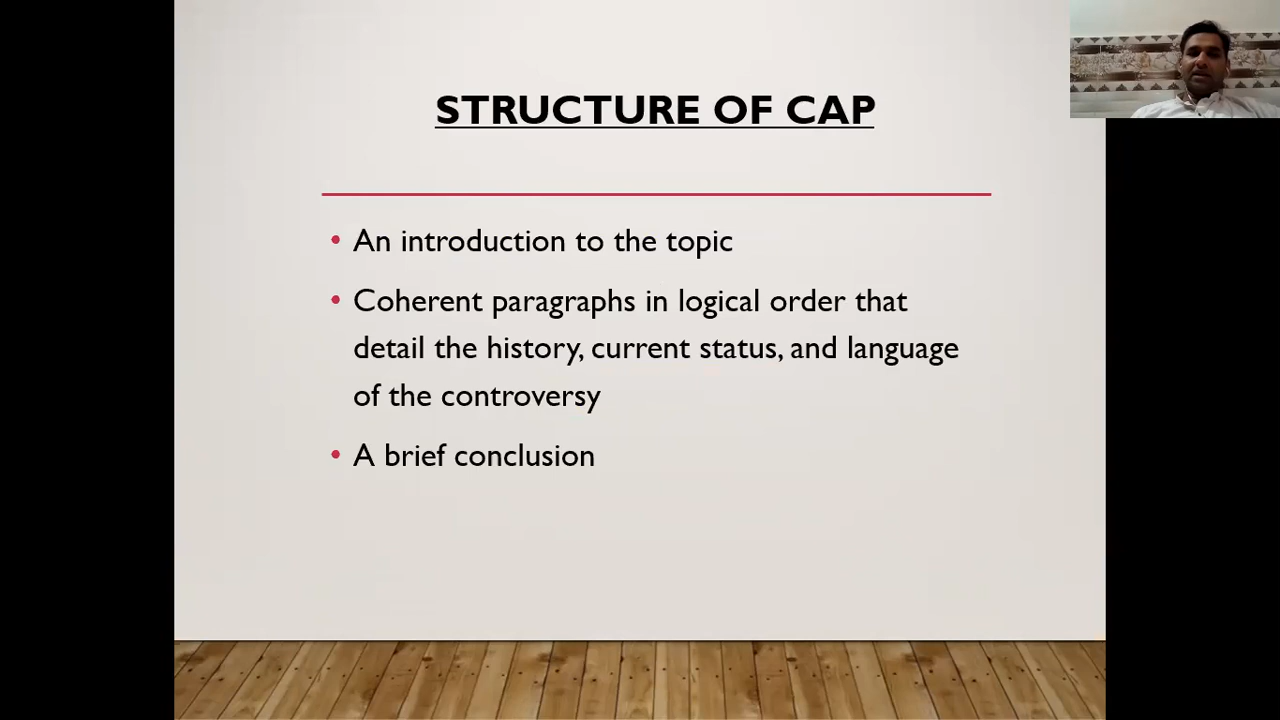 STRUCTURE OF CAP
• An introduction to the topic
• Coherent paragraphs in logical order that
detail the history, current status, and language
of the controversy
• A brief conclusion